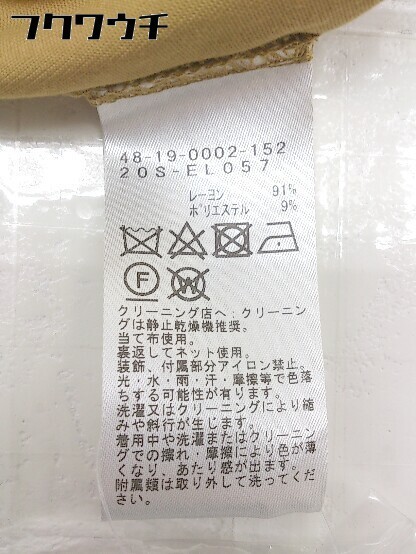 フクワウチ
48-19-0002-152
20S-EL057
レーヨン 91%
ポリエステル 9%
F
W
クリーニング店へ：クリーニン
グは静止乾燥機推奨。
当て布使用。
裏返してネット使用。
装飾、付属部分アイロン禁止。
光・水・雨・汗・摩擦等で色落
ちする可能性が有ります。
洗濯又はクリーニングにより縮
みや斜行が生じます。
着用中や洗濯またはクリーニン
グでの擦れ・摩擦により色が薄
くなり、あたり感が出ます。
附属類は取り外して洗ってくだ
さい。